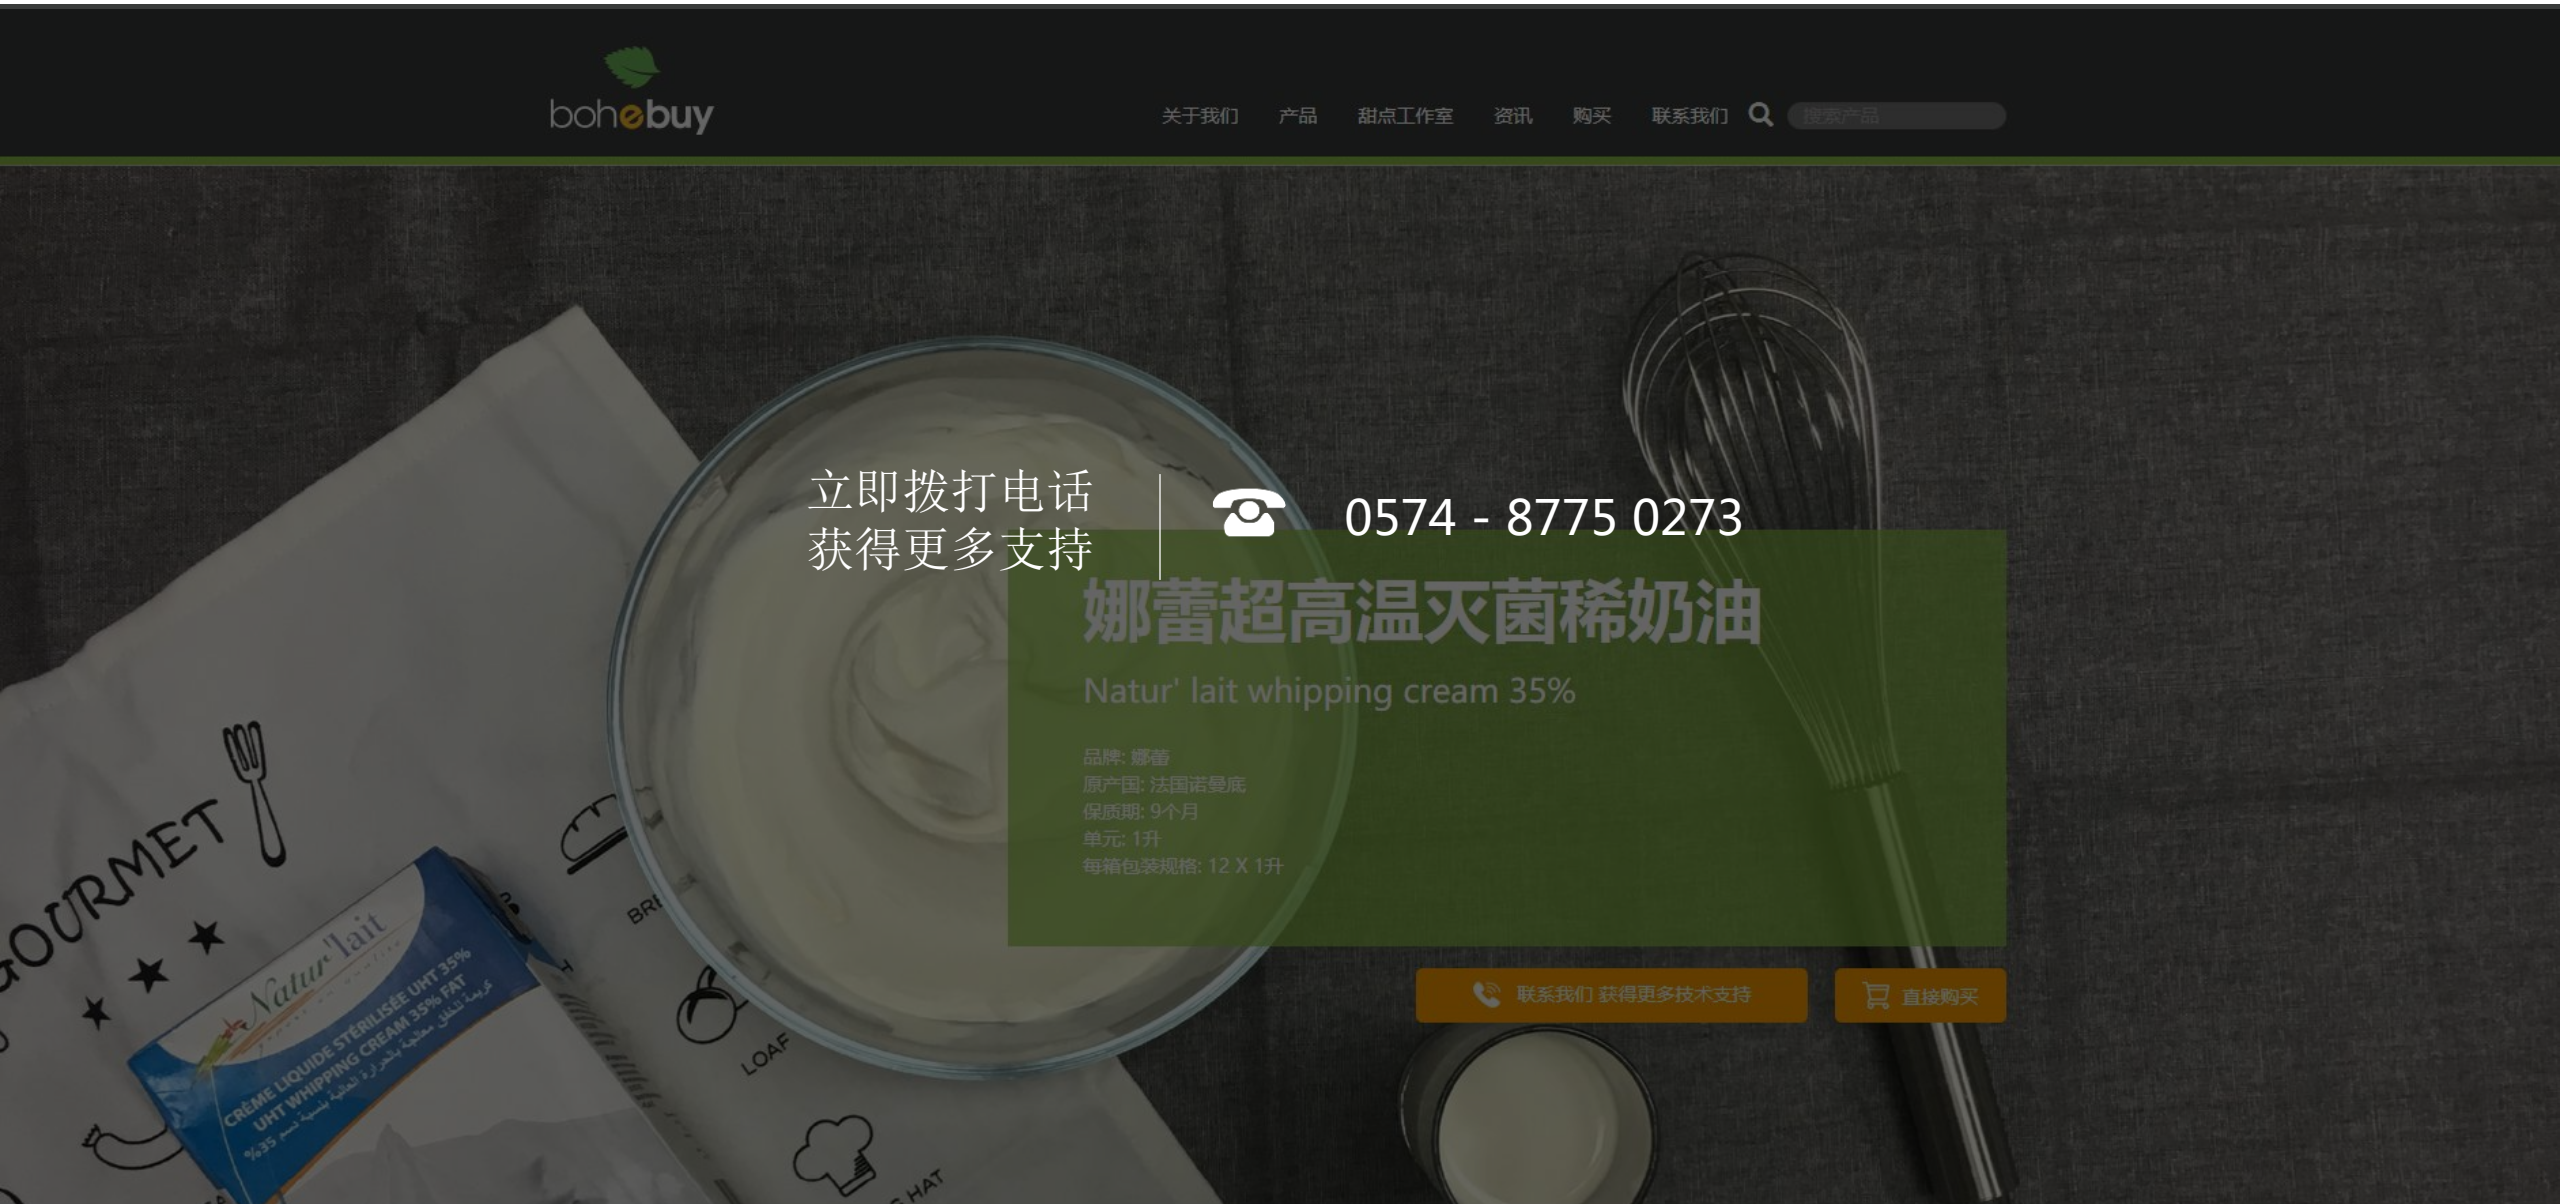 bohebuy
关于我们 产品 甜点工作室 资讯 购买 联系我们 搜索产品
立即拨打电话
获得更多支持
0574 - 8775 0273
娜蕾超高温灭菌稀奶油
Natur' lait whipping cream 35%
品牌: 娜蕾
原产国: 法国诺曼底
保质期: 9个月
单元: 1升
每箱包装规格: 12 X 1升
联系我们 获得更多技术支持
直接购买
GOURMET
BRE
LOAF
HAT
Natur'lait
CRÈME LIQUIDE STÉRILISÉE UHT 35%
UHT WHIPPING CREAM 35% FAT